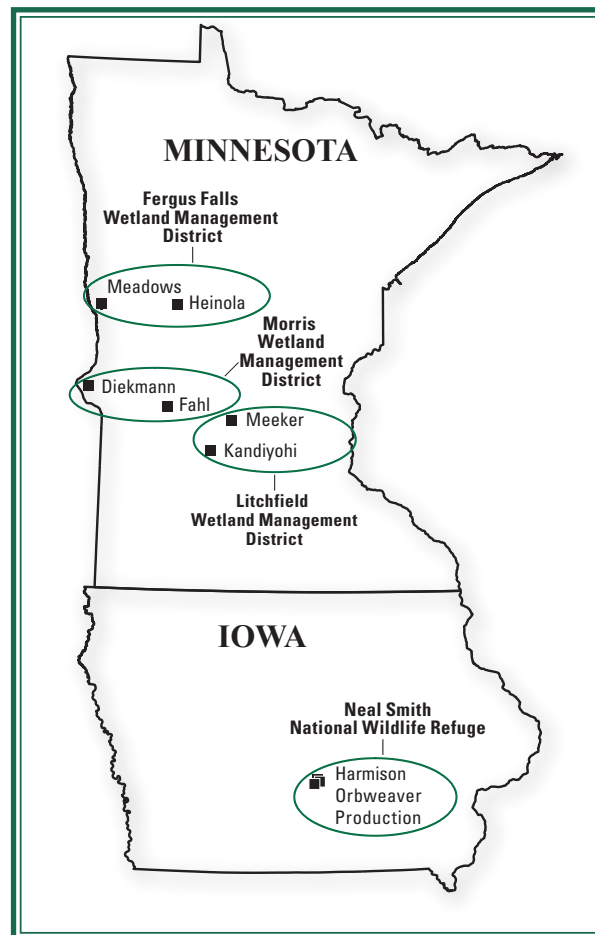 MINNESOTA
Fergus Falls
Wetland Management
District
Meadows
Heinola
Morris
Wetland
Management
District
Diekmann
Fahl
Meeker
Kandiyohi
Litchfield
Wetland Management
District
IOWA
Neal Smith
National Wildlife Refuge
Harmison
Orbweaver
Production